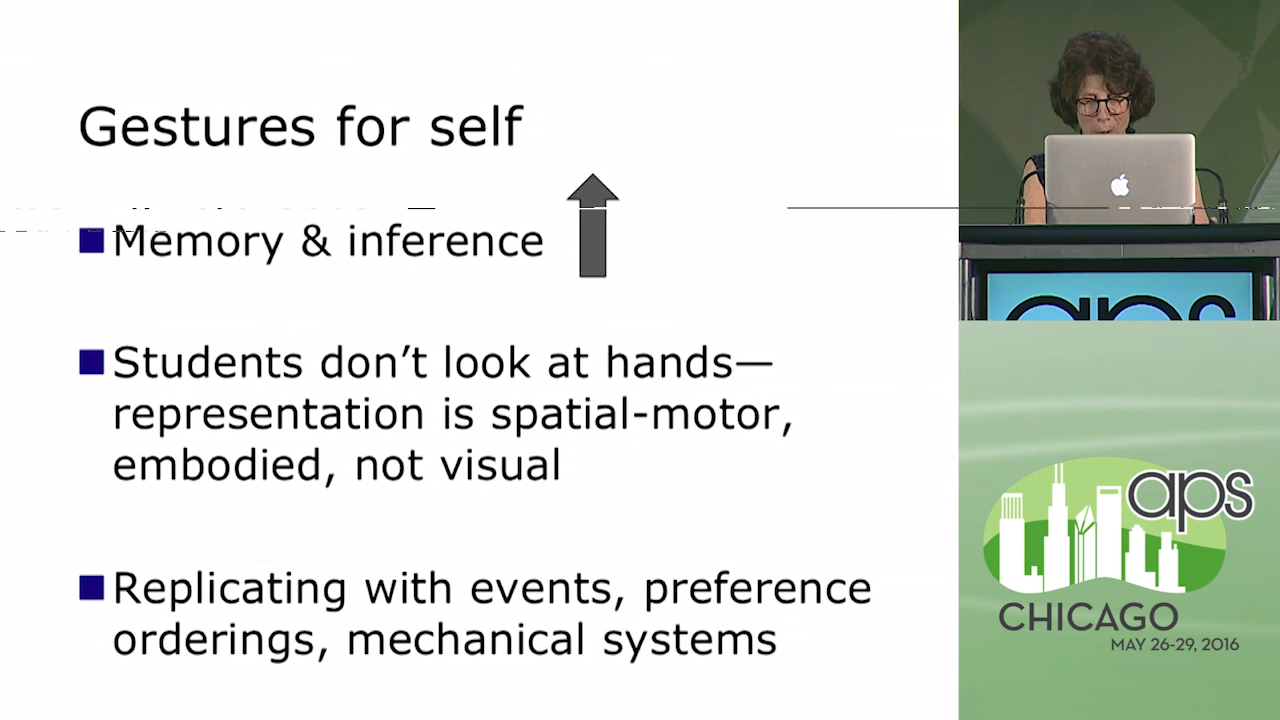 Gestures for self
Memory & inference
Students don’t look at hands—
representation is spatial-motor,
embodied, not visual
Replicating with events, preference
orderings, mechanical systems
aps
aps
CHICAGO
MAY 26-29, 2016